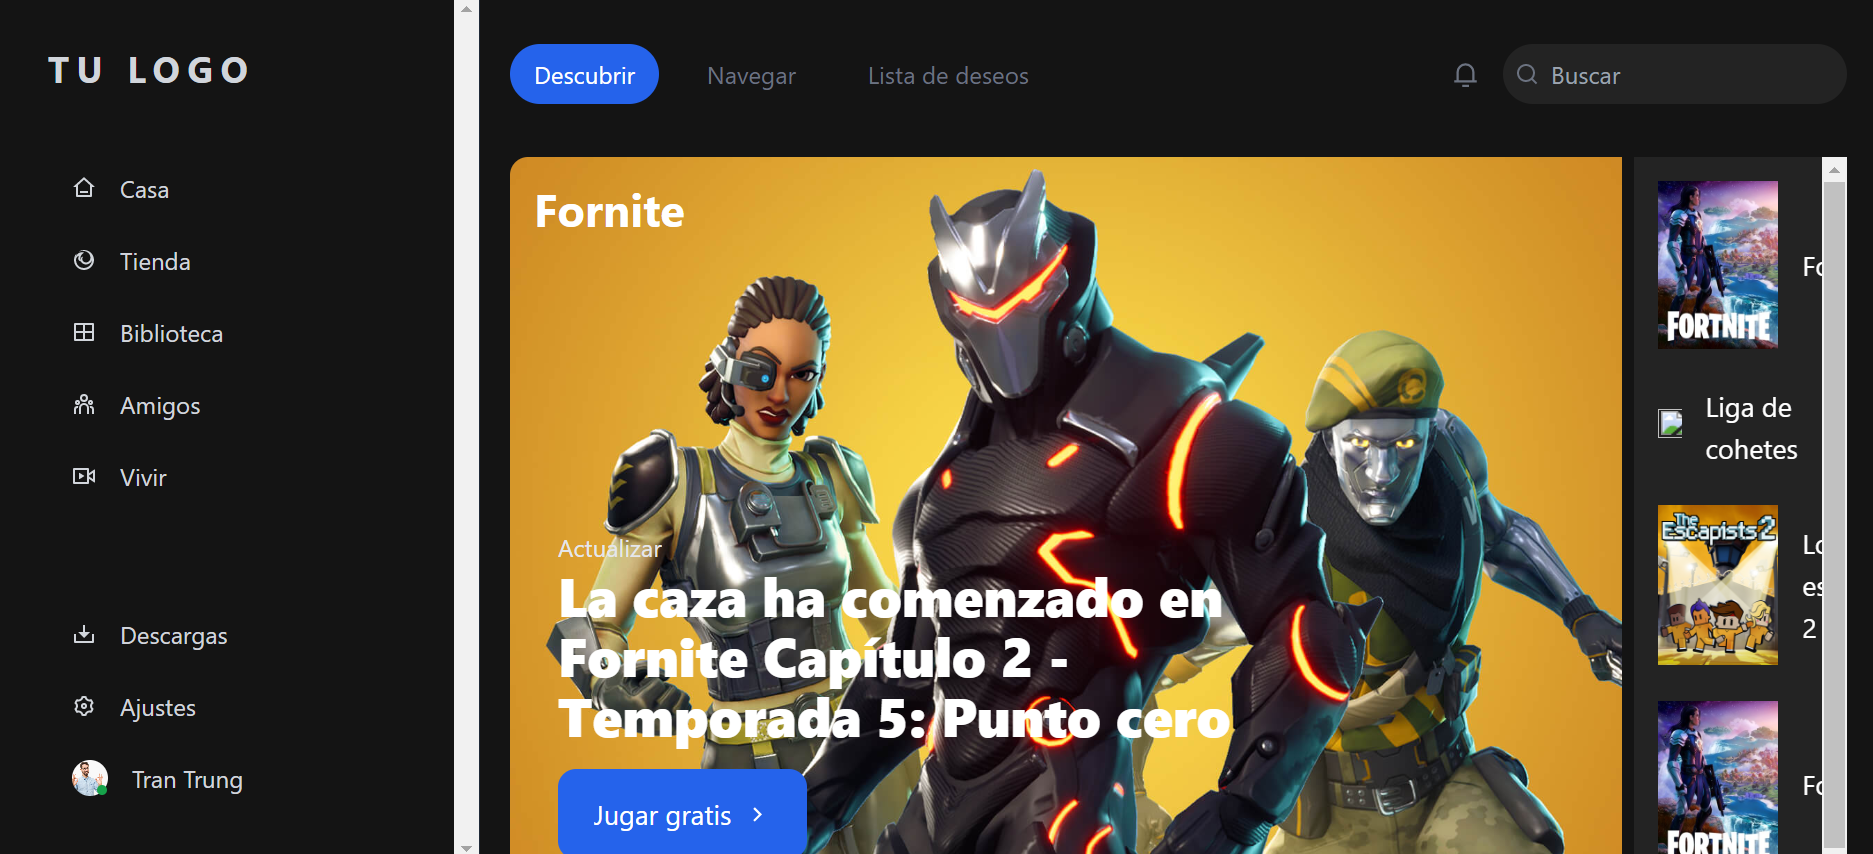 TU LOGO
Casa
Tienda
Biblioteca
Amigos
Vivir
Descargas
Ajustes
Tran Trung
Descubrir
Navegar
Lista de deseos
Buscar
Fornite
Actualizar
La caza ha comenzado en
Fornite Capítulo 2 -
Temporada 5: Punto cero
Jugar gratis
FORTNITE
Fo
Liga de
cohetes
The
Escapists 2
Lo
es
2
FORTNITE
Fo